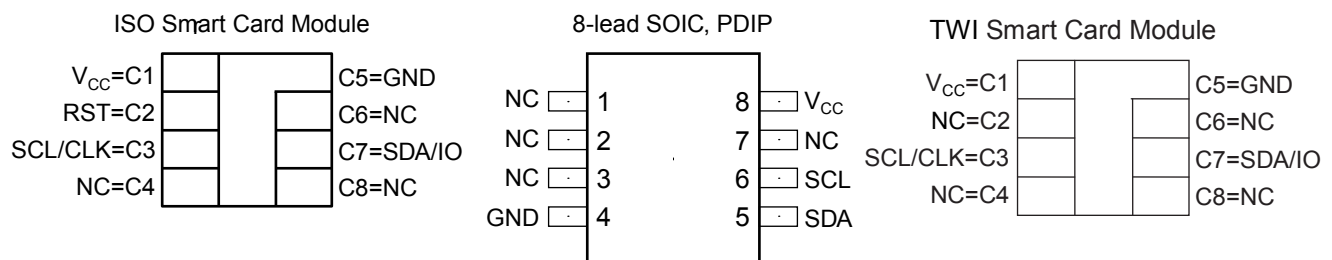 ISO Smart Card Module
V_CC=C1
C5=GND
RST=C2
C6=NC
SCL/CLK=C3
C7=SDA/IO
NC=C4
C8=NC
8-lead SOIC, PDIP
NC 1 8 V_CC
NC 2 7 NC
NC 3 6 SCL
GND 4 5 SDA
TWI Smart Card Module
V_CC=C1
C5=GND
NC=C2
C6=NC
SCL/CLK=C3
C7=SDA/IO
NC=C4
C8=NC